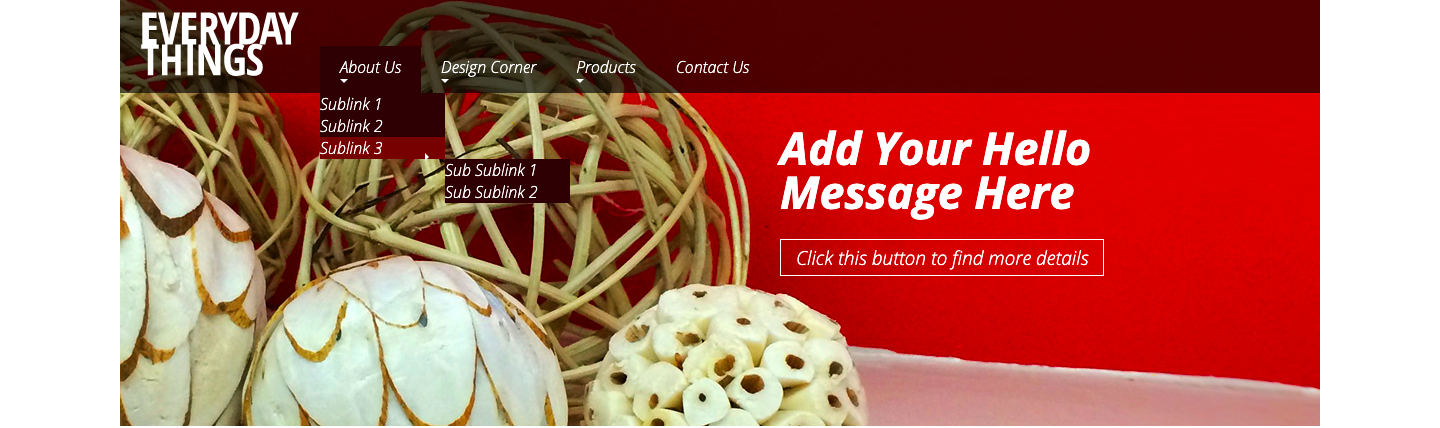 EVERYDAY
THINGS
About Us
Design Corner
Products
Contact Us
Sublink 1
Sublink 2
Sublink 3
Sub Sublink 1
Sub Sublink 2
Add Your Hello
Message Here
Click this button to find more details